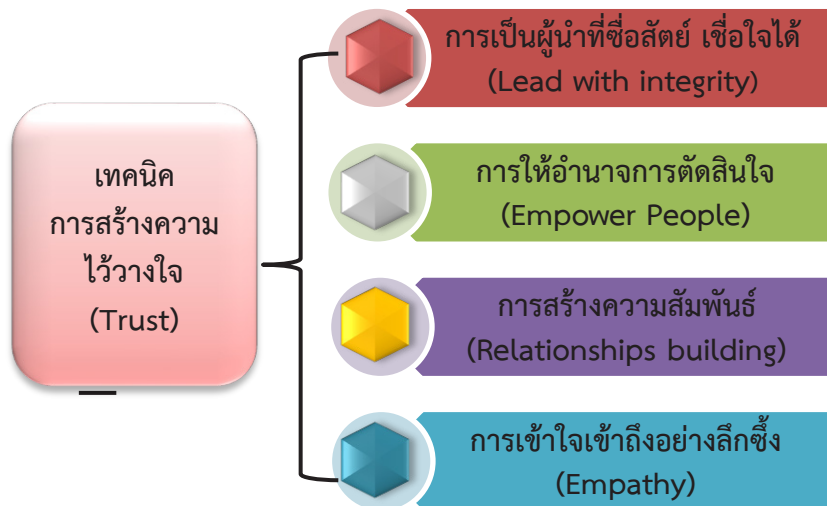 เทคนิค
การสร้างความ
ไว้วางใจ
(Trust)
การเป็นผู้นำที่ซื่อสัตย์ เชื่อใจได้
(Lead with integrity)
การให้อำนาจการตัดสินใจ
(Empower People)
การสร้างความสัมพันธ์
(Relationships building)
การเข้าใจเข้าถึงอย่างลึกซึ้ง
(Empathy)